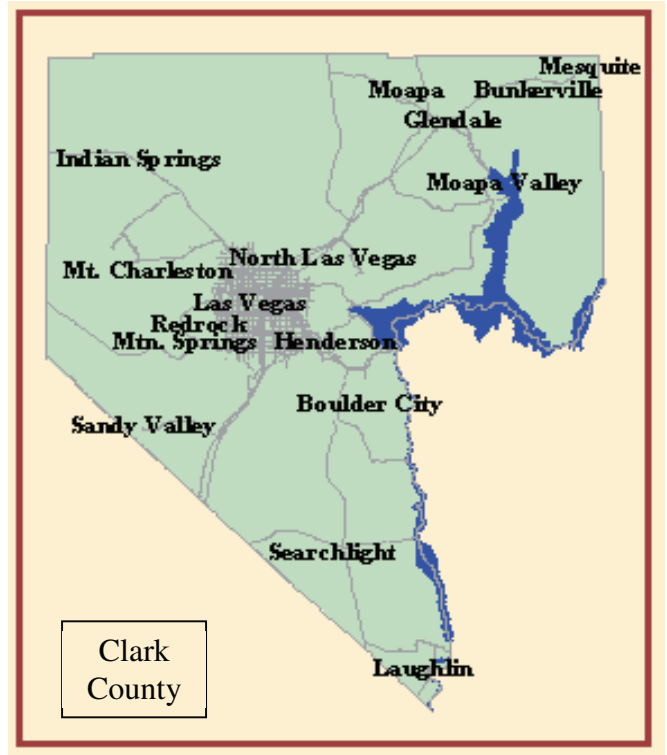 Mesquite
Moapa
Bunkerville
Glendale
Indian Springs
Moapa Valley
North Las Vegas
Mt. Charleston
Las Vegas
Redrock
Mtn. Springs
Henderson
Boulder City
Sandy Valley
Searchlight
Laughlin
Clark
County